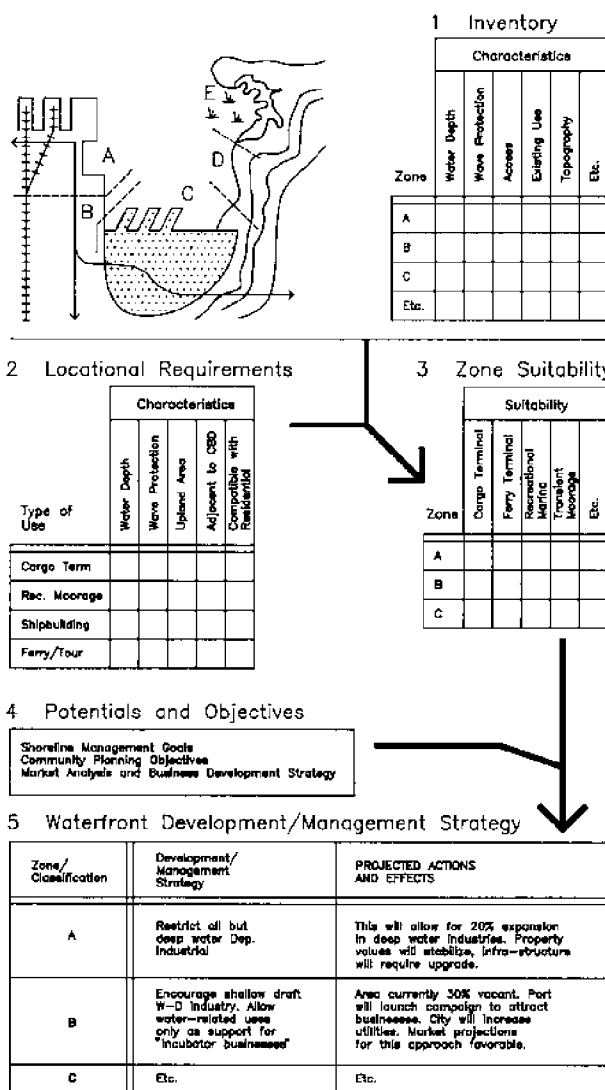 1 Inventory
Characteristics
Zone
Water Depth
Wave Protection
Access
Existing Use
Topography
Etc.
A
B
C
Etc.
A
B
C
D
E
2 Locational Requirements
Characteristics
Type of
Use
Water Depth
Wave Protection
Upland Area
Adjacent to CBD
Compatible with
Residential
Cargo Term
Rec. Moorage
Shipbuilding
Ferry/Tour
3 Zone Suitability
Suitability
Zone
Cargo Terminal
Ferry Terminal
Recreational
Marina
Transient
Moorage
Etc.
A
B
C
4 Potentials and Objectives
Shoreline Management Goals
Community Planning Objectives
Market Analysis and Business Development Strategy
5 Waterfront Development/Management Strategy
Zone/
Classification
Development/
Management
Strategy
PROJECTED ACTIONS
AND EFFECTS
A
Restrict all but
deep water Dep.
Industrial
This will allow for 20% expansion
in deep water industries. Property
values will stabilize, infra-structure
will require upgrade.
B
Encourage shallow draft
W-D industry. Allow
water-related uses
only as support for
"incubator businesses"
Area currently 30% vacant. Port
will launch campaign to attract
businesses. City will increase
utilities. Market projections
for this approach favorable.
C
Etc.
Etc.